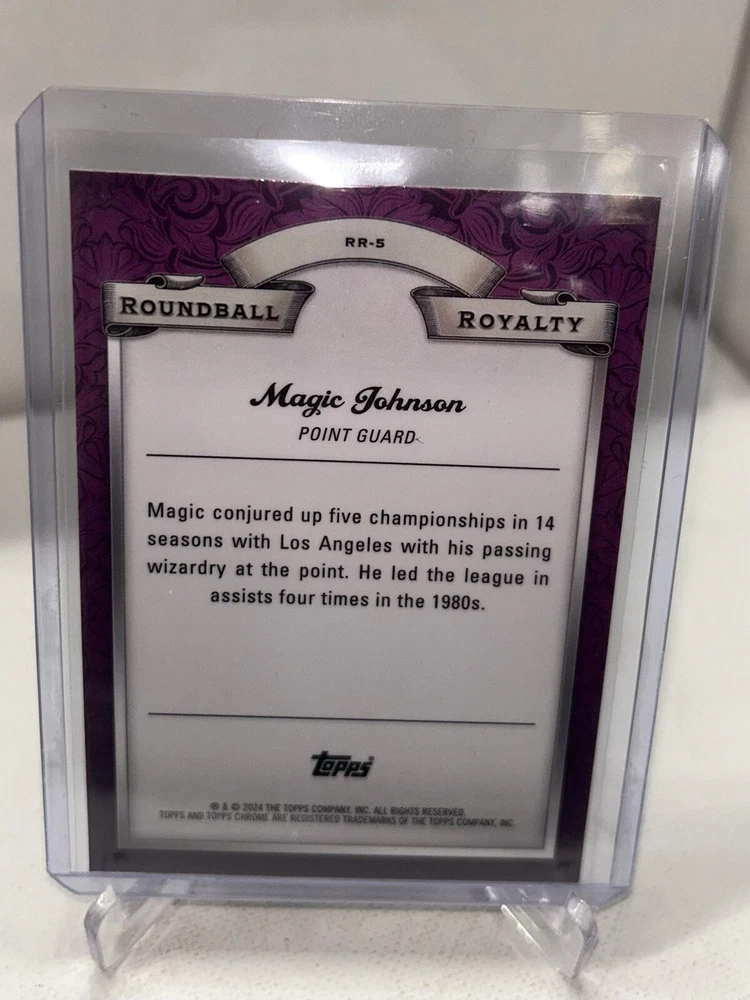 RR-5
ROUNDBALL ROYALTY
Magic Johnson
POINT GUARD
Magic conjured up five championships in 14
seasons with Los Angeles with his passing
wizardry at the point. He led the league in
assists four times in the 1980s.
topps
® & © 2024 THE TOPPS COMPANY, INC. ALL RIGHTS RESERVED.
TOPPS AND TOPPS CHROME ARE REGISTERED TRADEMARKS OF THE TOPPS COMPANY, INC.